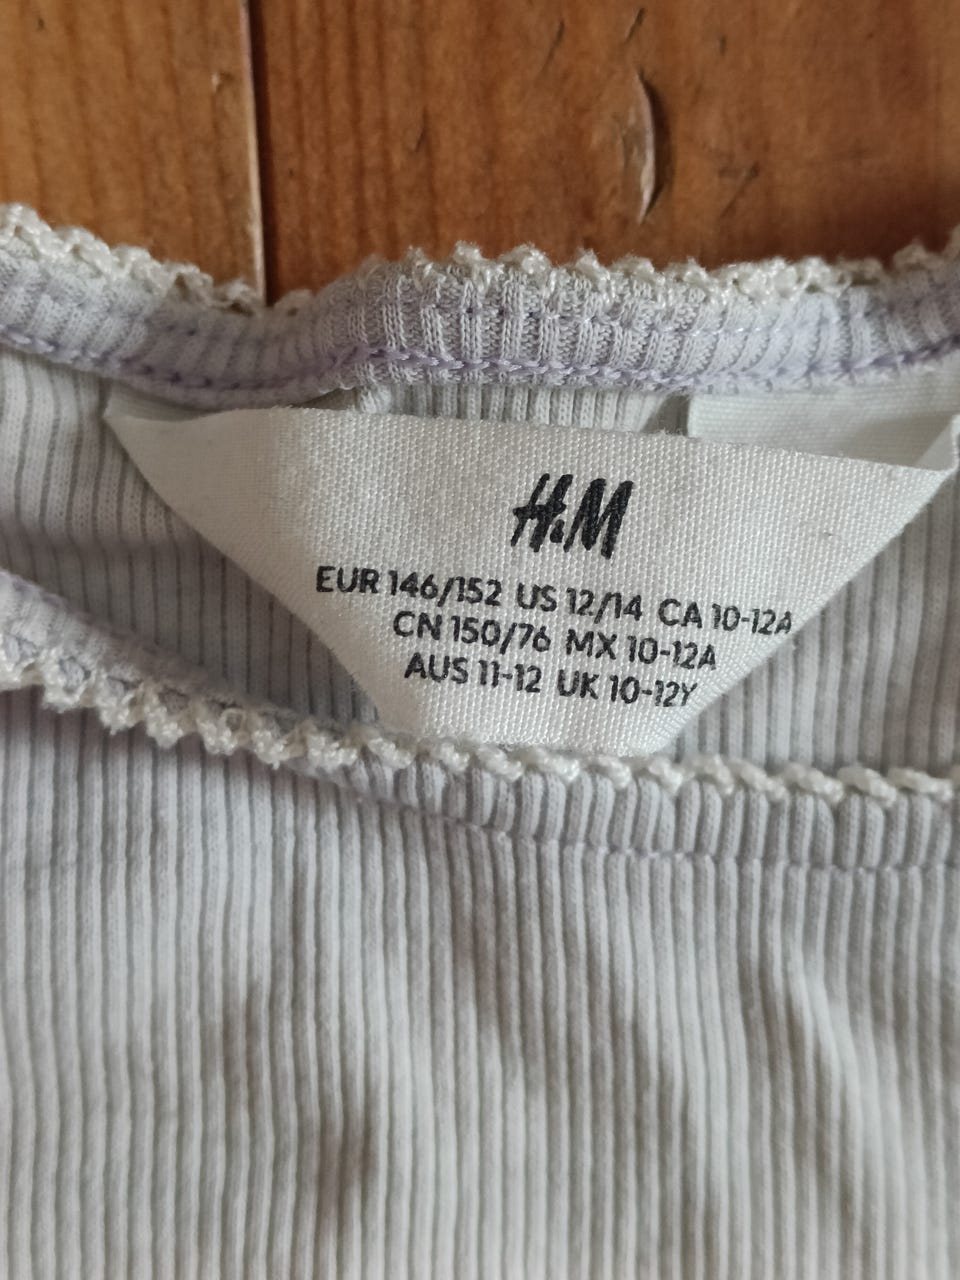 H&M
EUR 146/152 US 12/14 CA 10-12A
CN 150/76 MX 10-12A
AUS 11-12 UK 10-12Y